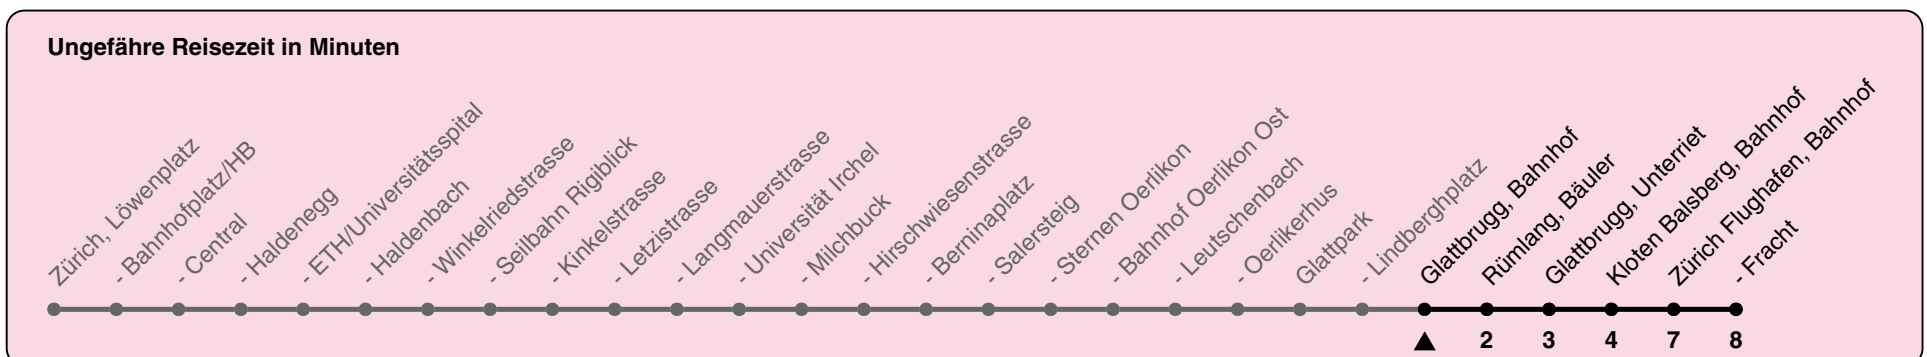 Ungefähre Reisezeit in Minuten
Zürich, Löwenplatz
- Bahnhofplatz/HB
- Central
- Haldenegg
- ETH/Universitätsspital
- Haldenbach
- Winkelriedstrasse
- Seilbahn Rigiblick
- Kinkelstrasse
- Letzistrasse
- Langmauerstrasse
- Universität Irchel
- Milchbuck
- Hirschwiesenstrasse
- Berninaplatz
- Salersteig
- Sternen Oerlikon
- Bahnhof Oerlikon Ost
- Leutschenbach
- Oerlikerhus
Glattpark
- Lindberghplatz
Glattbrugg, Bahnhof
Rümlang, Bäuler
Glattbrugg, Unterriet
Kloten Balsberg, Bahnhof
Zürich Flughafen, Bahnhof
- Fracht
2 3 4 7 8